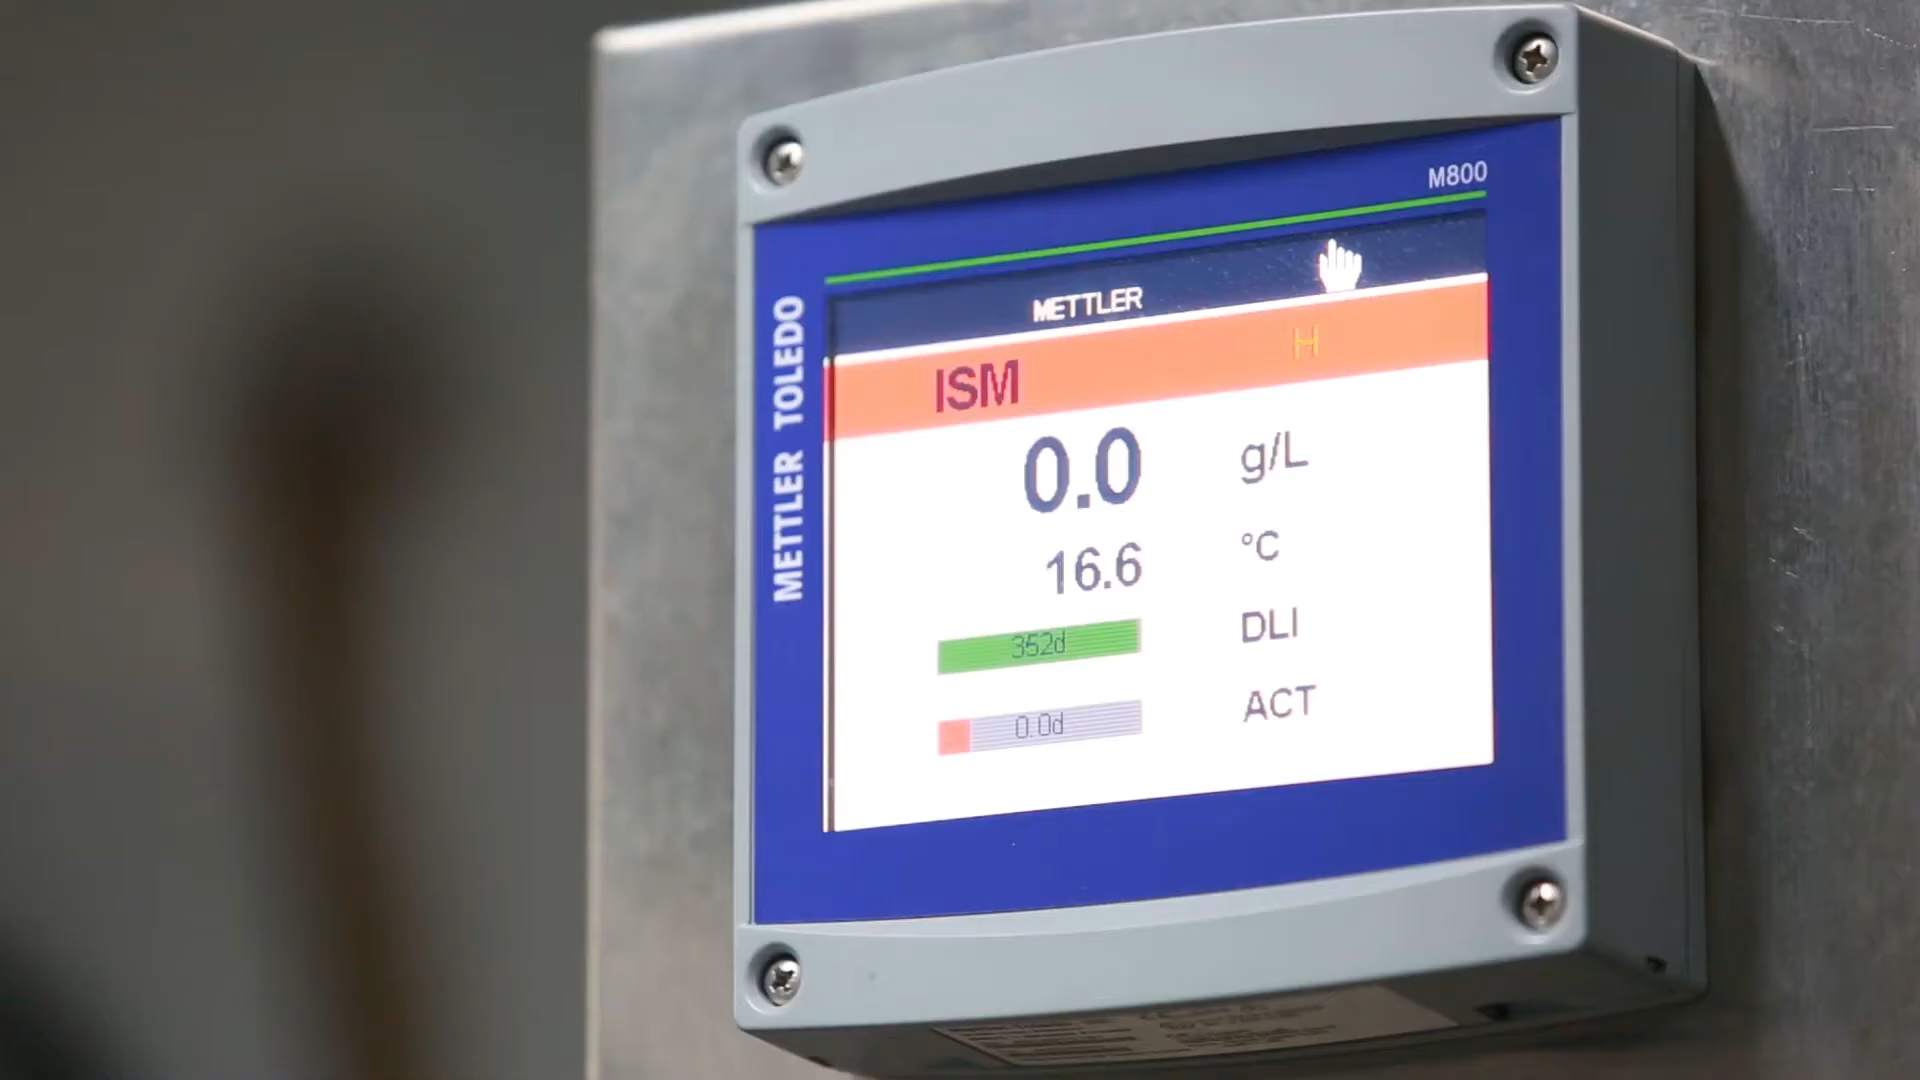 M800
METTLER TOLEDO
METTLER
ISM H
0.0 g/L
16.6 °C
352d DLI
0.0d ACT